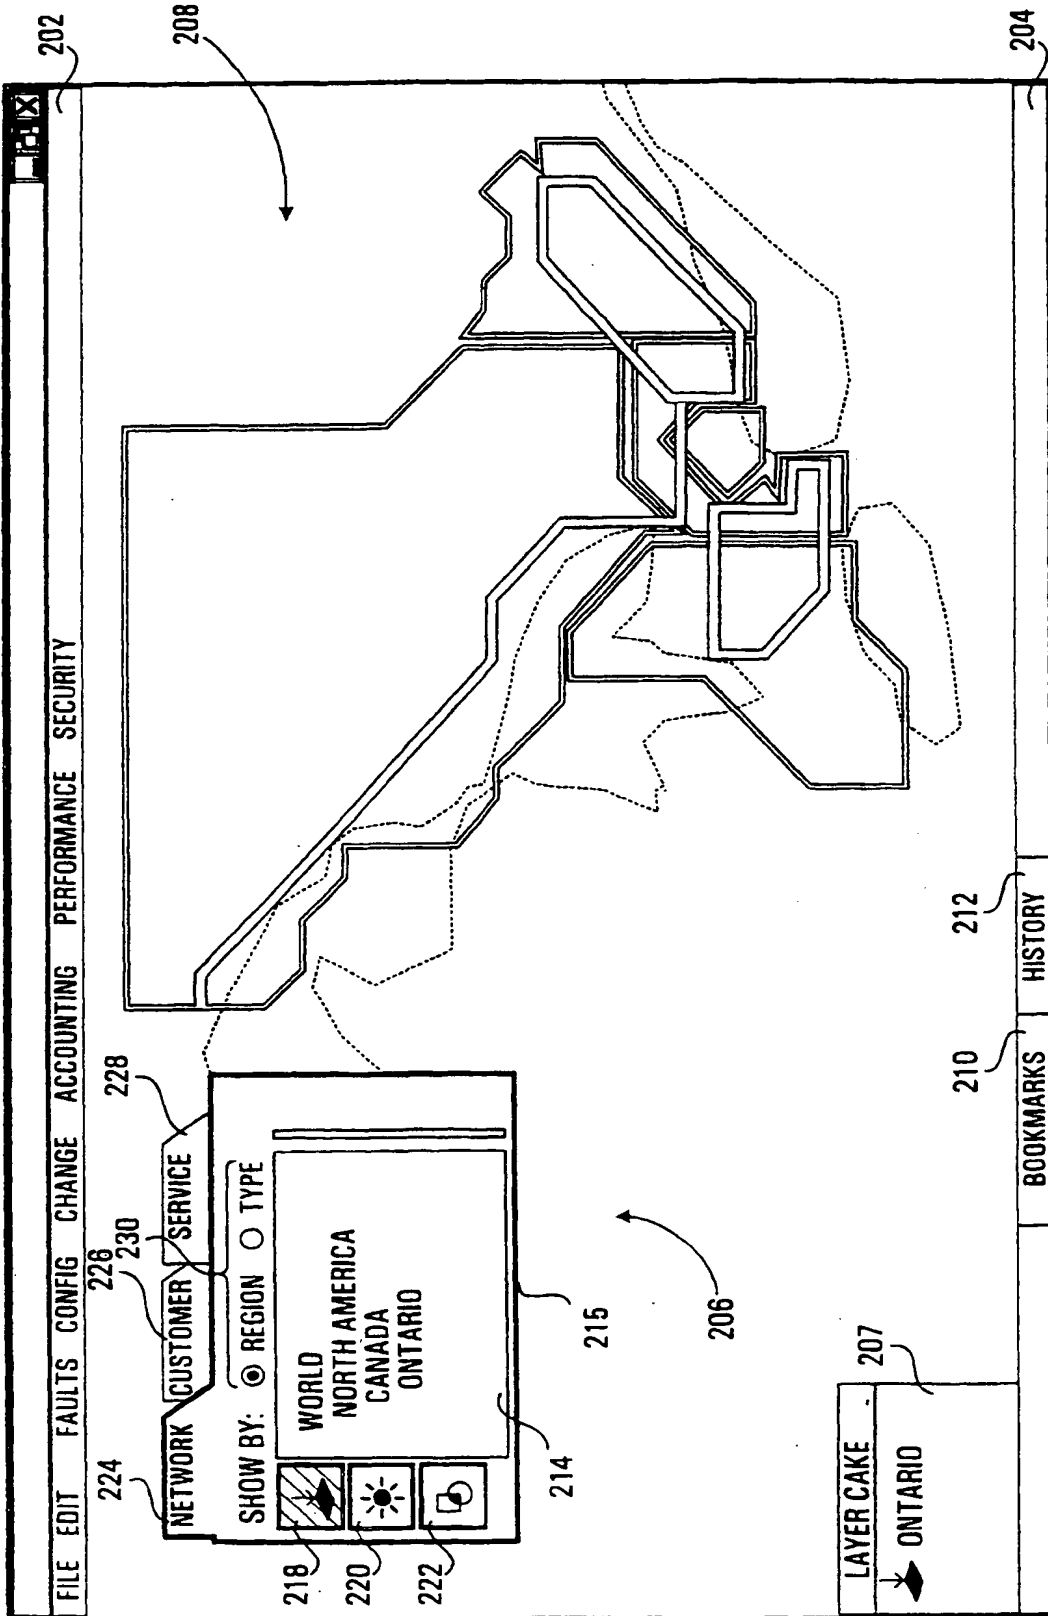 202
208
FILE EDIT FAULTS CONFIG CHANGE ACCOUNTING PERFORMANCE SECURITY
224
226
230
228
NETWORK CUSTOMER SERVICE
SHOW BY: REGION TYPE
WORLD
NORTH AMERICA
CANADA
ONTARIO
218
220
222
214
215
206
207
LAYER CAKE
ONTARIO
210
212
BOOKMARKS HISTORY
204